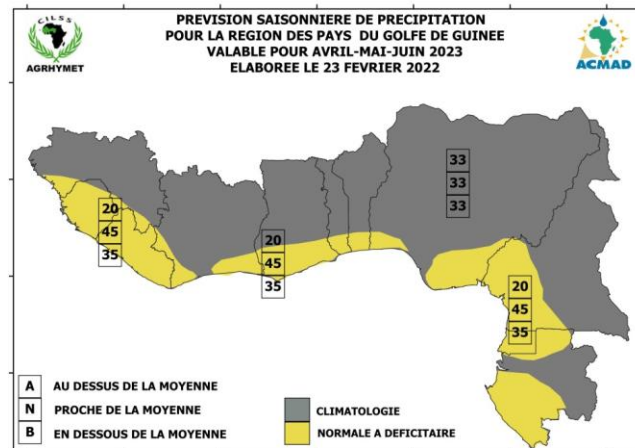 CILSS
AGRHYMET
PREVISION SAISONNIERE DE PRECIPITATION
POUR LA REGION DES PAYS DU GOLFE DE GUINEE
VALABLE POUR AVRIL-MAI-JUIN 2023
ELABOREE LE 23 FEVRIER 2022
ACMAD
33
33
33
20
45
35
20
45
35
20
45
35
A AU DESSUS DE LA MOYENNE
N PROCHE DE LA MOYENNE
B EN DESSOUS DE LA MOYENNE
CLIMATOLOGIE
NORMALE A DEFICITAIRE